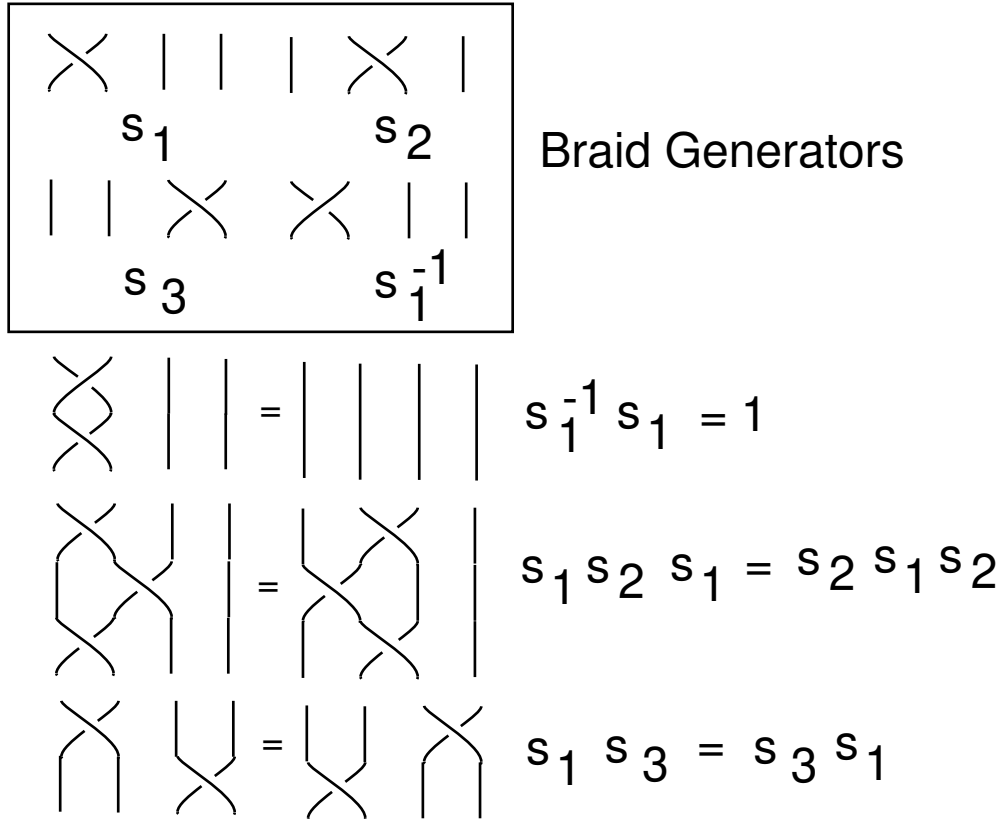 s1 s2
Braid Generators
s3 s1^-1
= s1^-1 s1 = 1
= s1 s2 s1 = s2 s1 s2
= s1 s3 = s3 s1